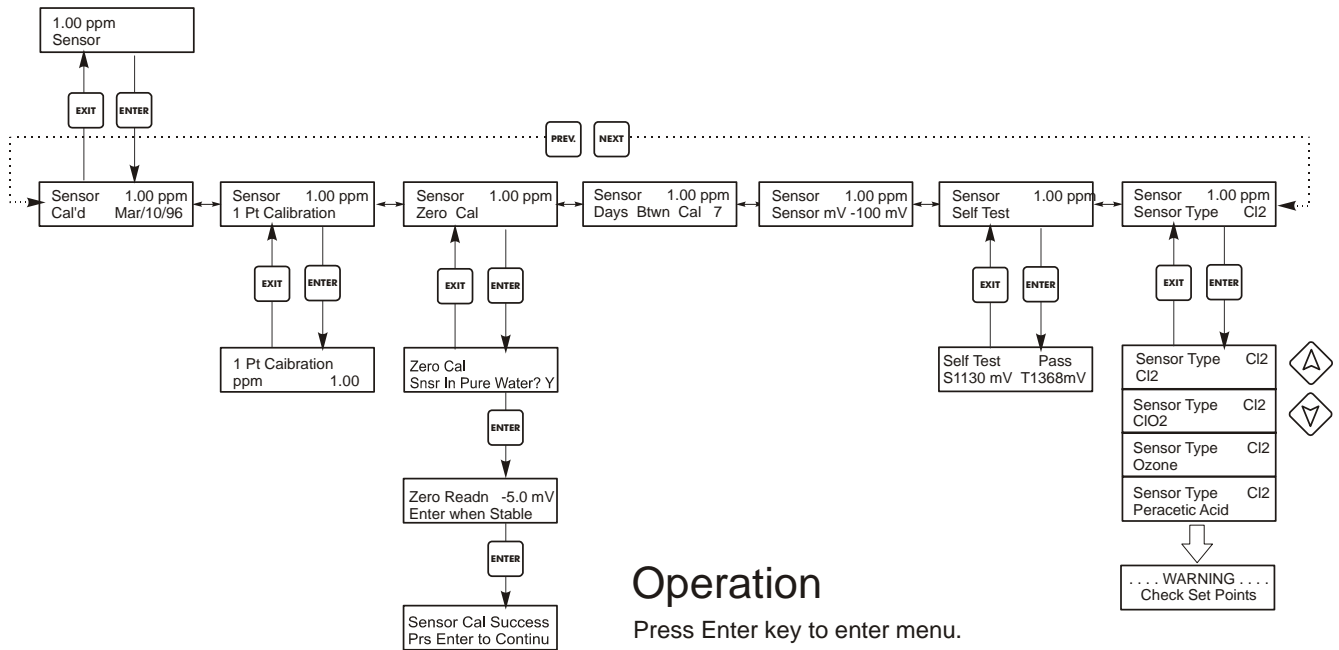 1.00 ppm
Sensor
EXIT ENTER
PREV. NEXT
Sensor 1.00 ppm
Cal'd Mar/10/96
Sensor 1.00 ppm
1 Pt Calibration
Sensor 1.00 ppm
Zero Cal
Sensor 1.00 ppm
Days Btwn Cal 7
Sensor 1.00 ppm
Sensor mV -100 mV
Sensor 1.00 ppm
Self Test
Sensor 1.00 ppm
Sensor Type Cl2
EXIT ENTER
EXIT ENTER
EXIT ENTER
EXIT ENTER
1 Pt Caibration
ppm 1.00
Zero Cal
Snsr In Pure Water? Y
Self Test Pass
S1130 mV T1368mV
Sensor Type Cl2
Cl2
Sensor Type Cl2
ClO2
Sensor Type Cl2
Ozone
Sensor Type Cl2
Peracetic Acid
ENTER
Zero Readn -5.0 mV
Enter when Stable
ENTER
Sensor Cal Success
Prs Enter to Continu
. . . . WARNING . . . .
Check Set Points
Operation
Press Enter key to enter menu.